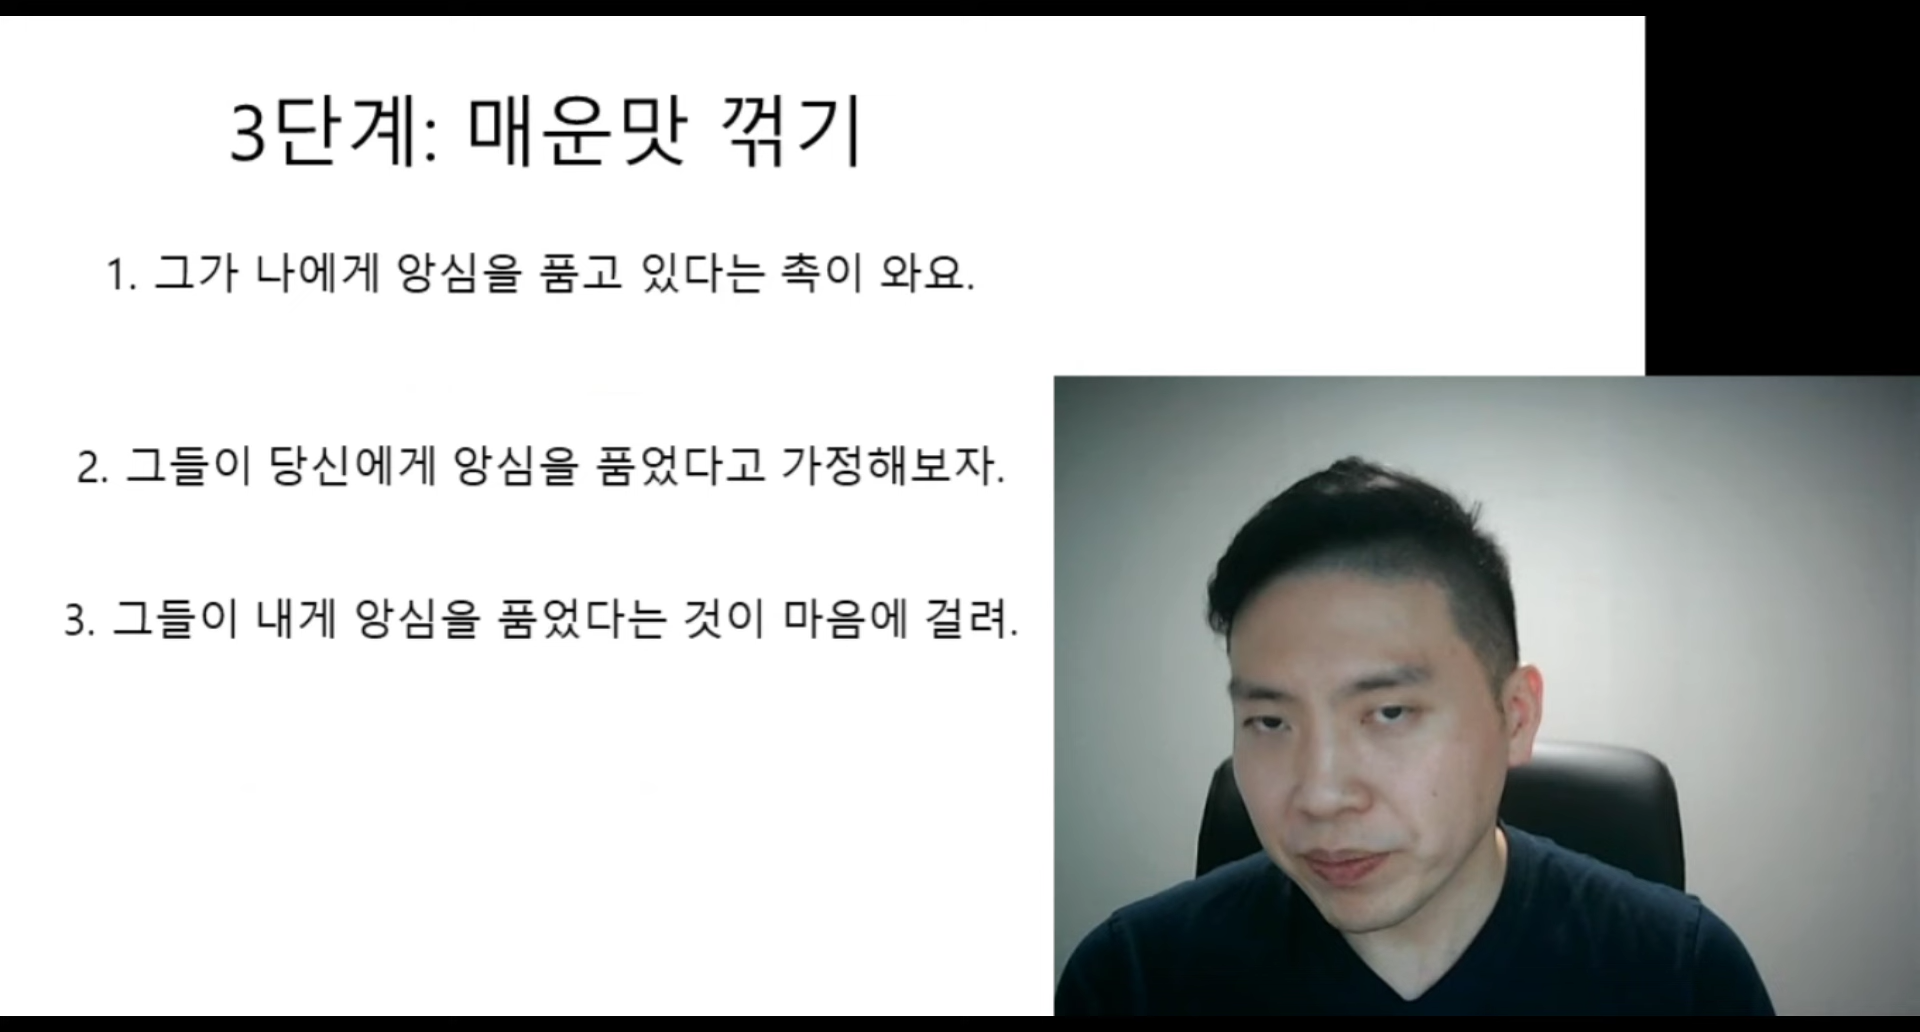 3단계: 매운맛 꺾기
1. 그가 나에게 앙심을 품고 있다는 촉이 와요.
2. 그들이 당신에게 앙심을 품었다고 가정해보자.
3. 그들이 내게 앙심을 품었다는 것이 마음에 걸려.